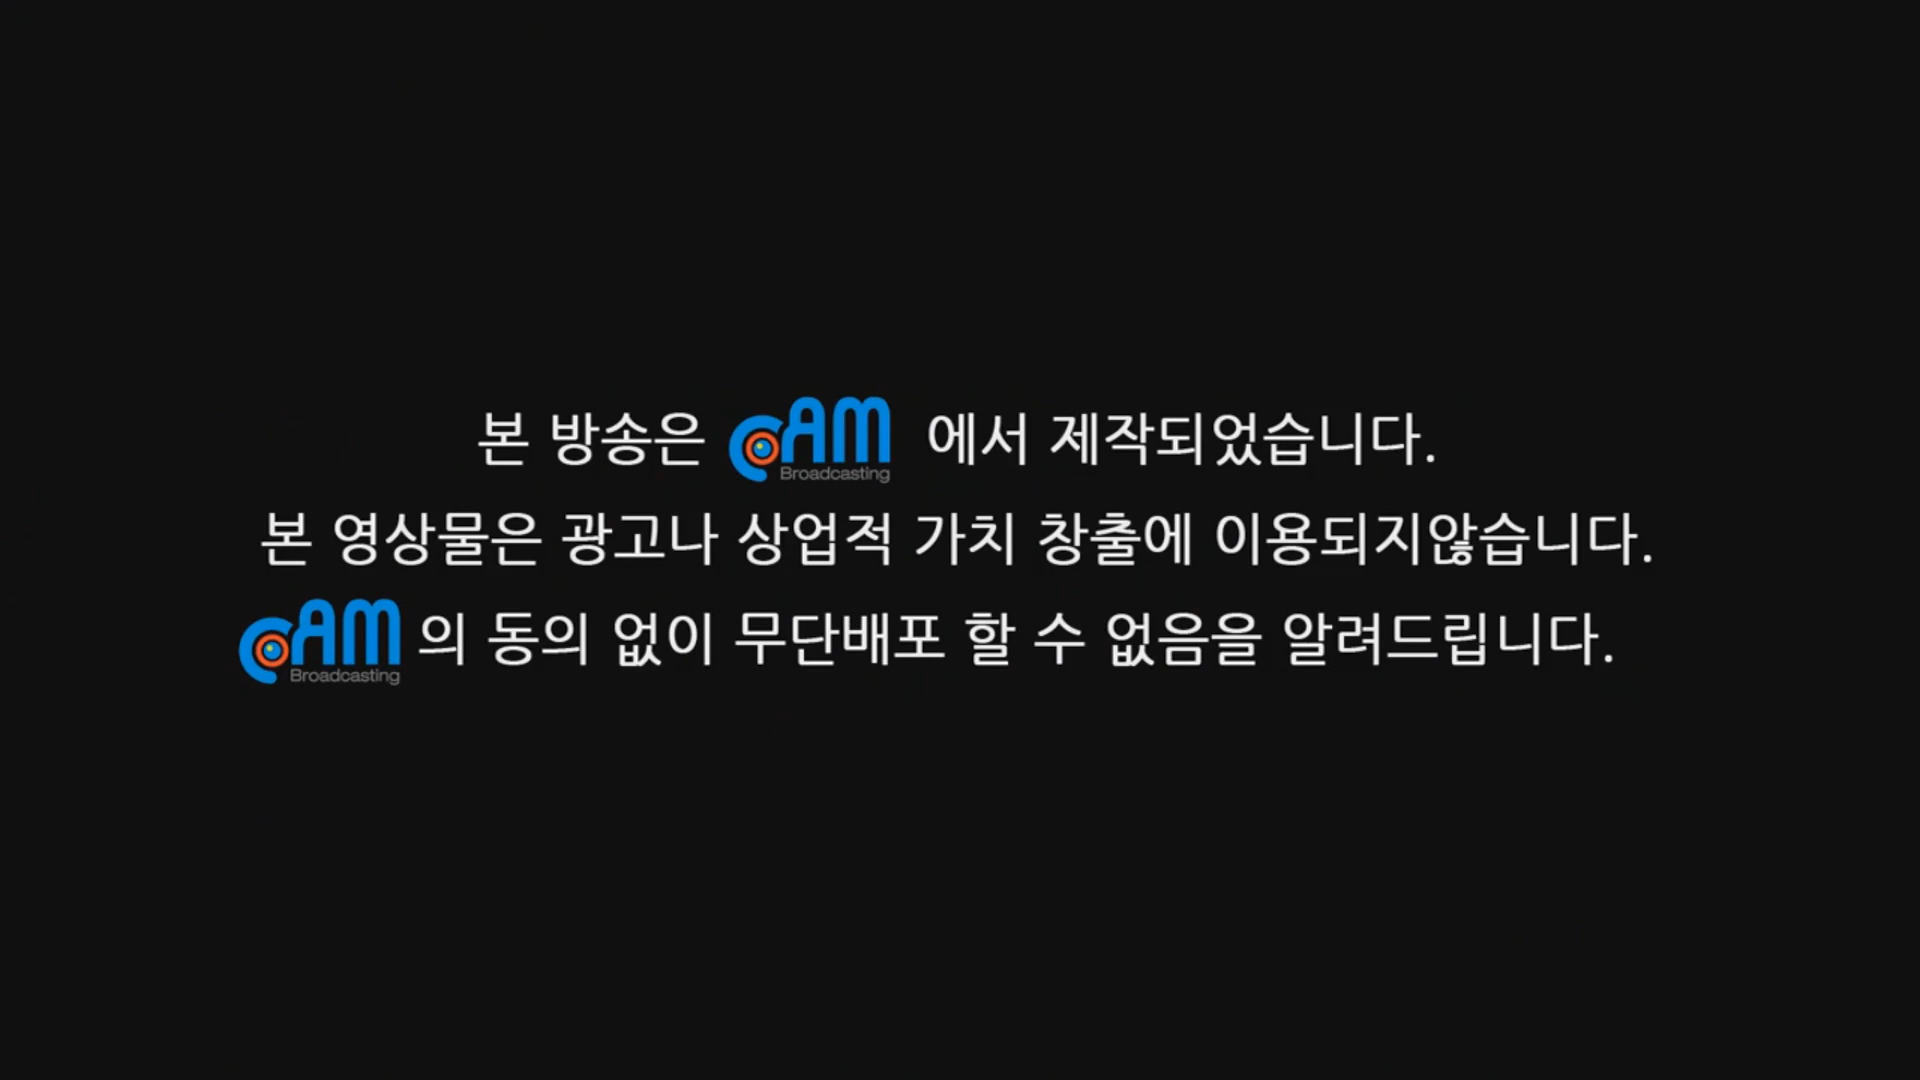 본 방송은 CAM Broadcasting 에서 제작되었습니다.
본 영상물은 광고나 상업적 가치 창출에 이용되지않습니다.
CAM Broadcasting 의 동의 없이 무단배포 할 수 없음을 알려드립니다.